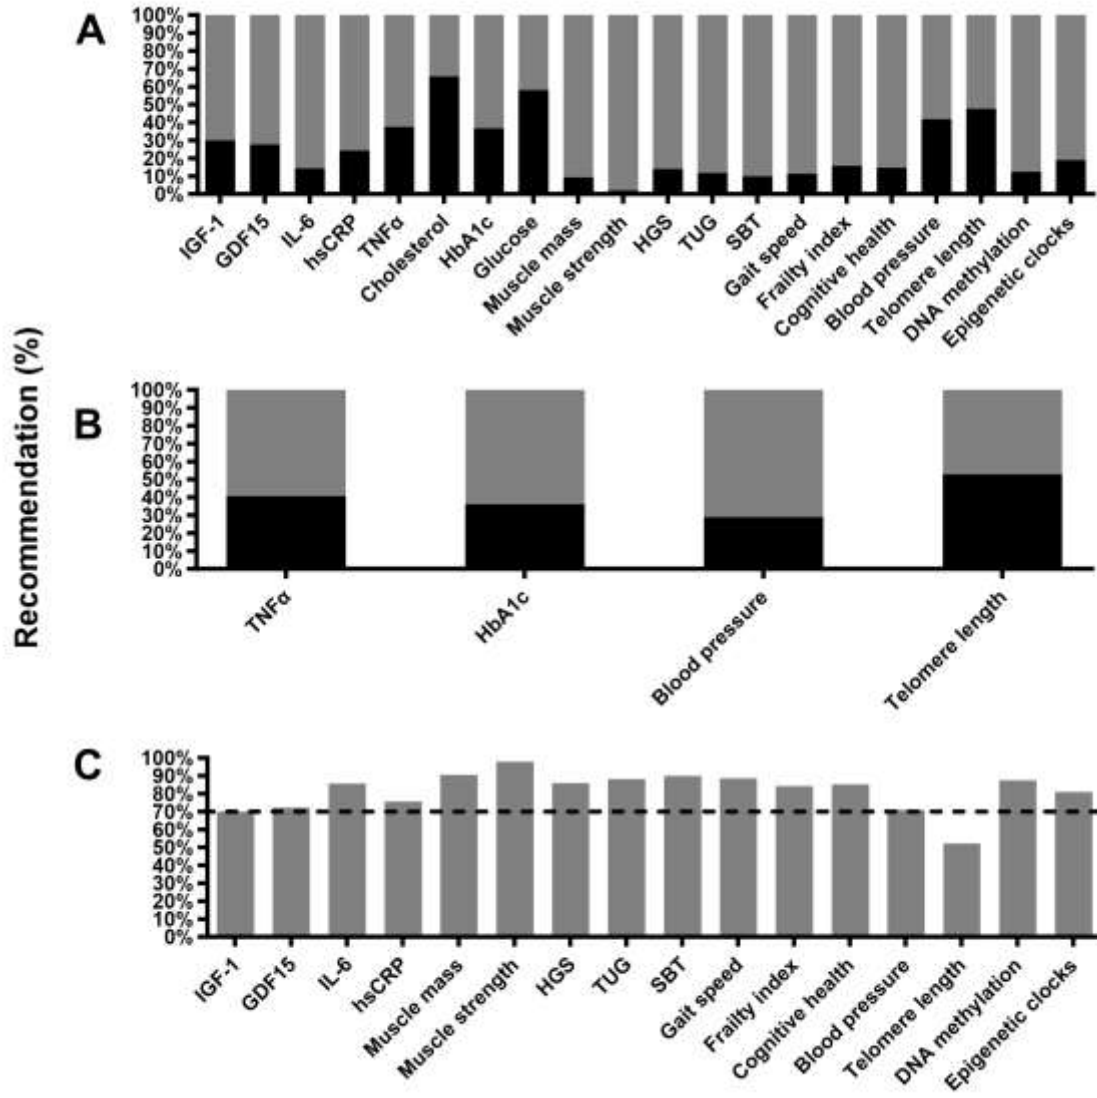 Recommendation (%)
A
100%
90%
80%
70%
60%
50%
40%
30%
20%
10%
0%
IGF-1
GDF15
IL-6
hsCRP
TNFα
Cholesterol
HbA1c
Glucose
Muscle mass
Muscle strength
HGS
TUG
SBT
Gait speed
Frailty index
Cognitive health
Blood pressure
Telomere length
DNA methylation
Epigenetic clocks
B
100%
90%
80%
70%
60%
50%
40%
30%
20%
10%
0%
TNFα
HbA1c
Blood pressure
Telomere length
C
100%
90%
80%
70%
60%
50%
40%
30%
20%
10%
0%
IGF-1
GDF15
IL-6
hsCRP
Muscle mass
Muscle strength
HGS
TUG
SBT
Gait speed
Frailty index
Cognitive health
Blood pressure
Telomere length
DNA methylation
Epigenetic clocks